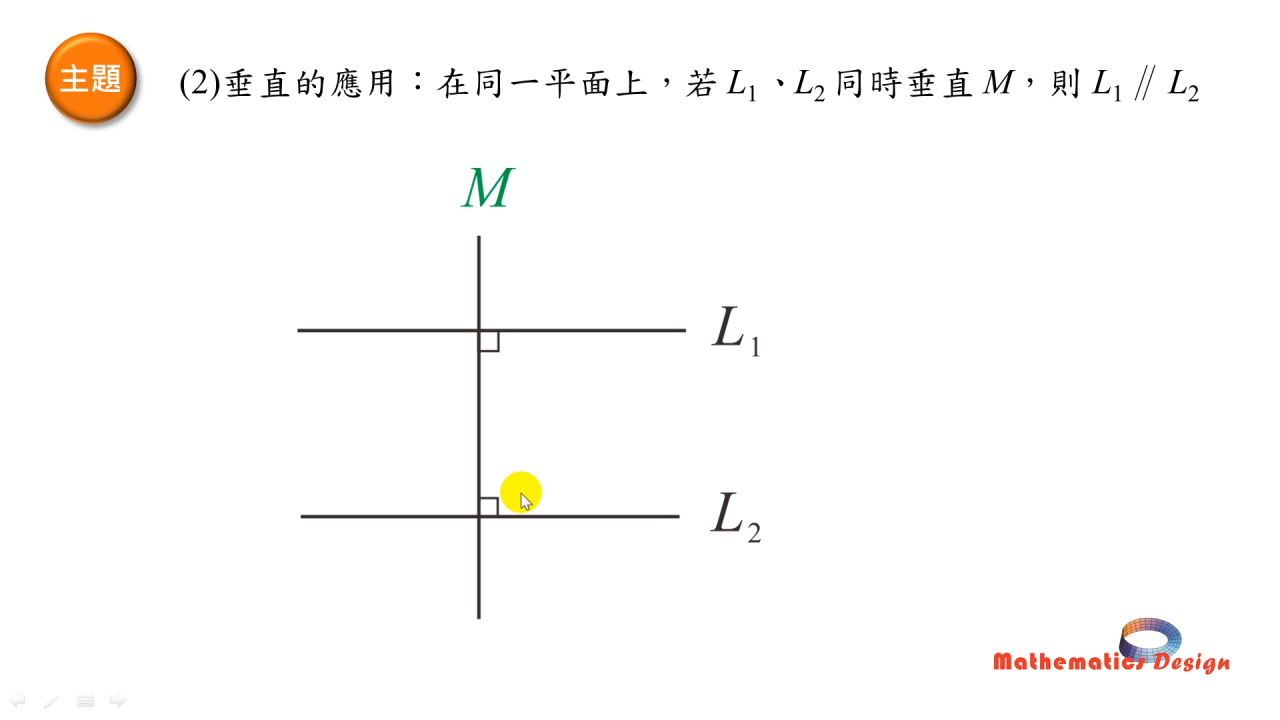 主題
(2)垂直的應用：在同一平面上，若 L₁、L₂ 同時垂直 M，則 L₁ ∥ L₂
M
L₁
L₂
Mathematics Design